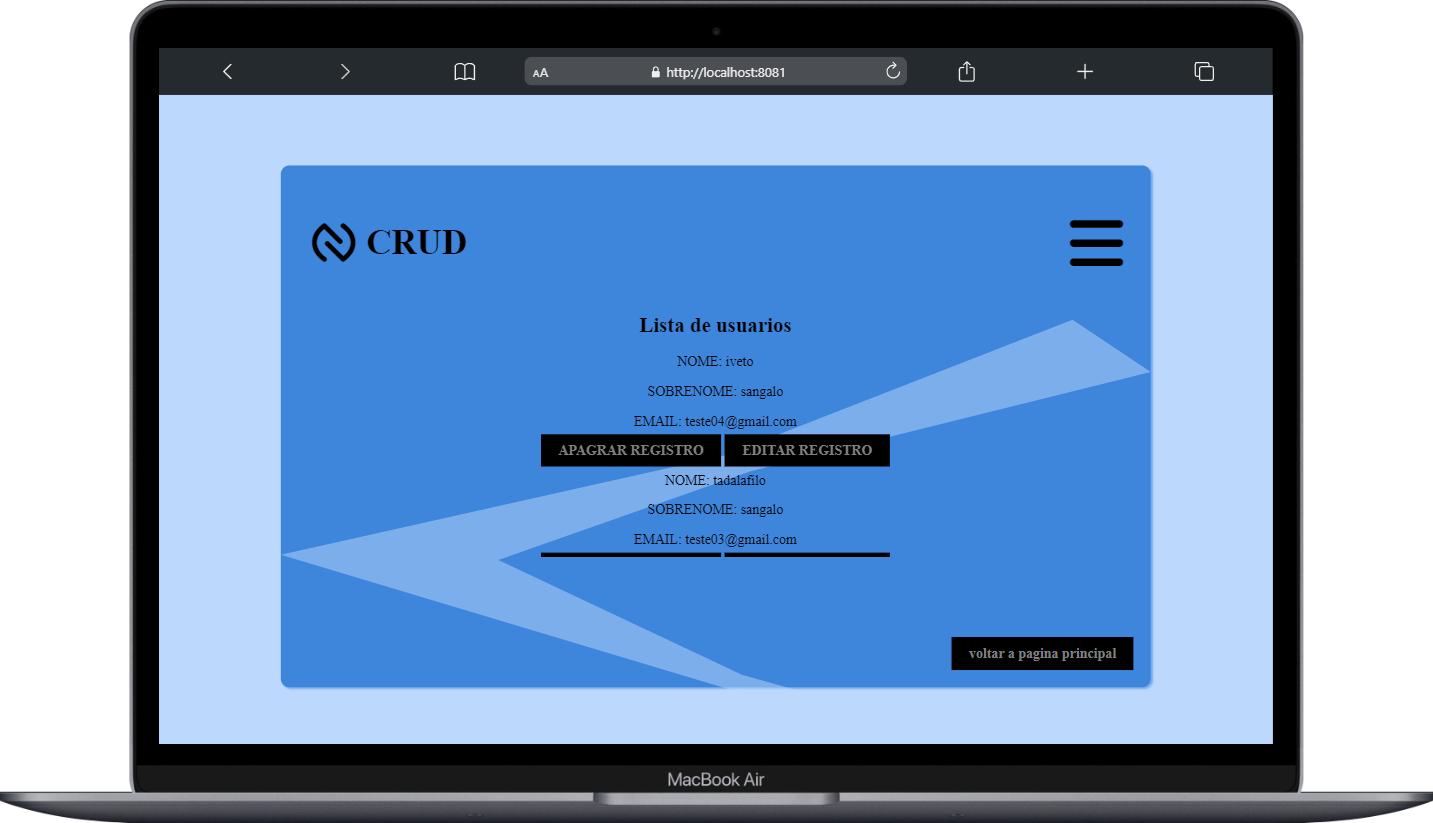 AA http://localhost:8081
CRUD
Lista de usuarios
NOME: iveto
SOBRENOME: sangalo
EMAIL: teste04@gmail.com
APAGRAR REGISTRO EDITAR REGISTRO
NOME: tadalafilo
SOBRENOME: sangalo
EMAIL: teste03@gmail.com
voltar a pagina principal
MacBook Air